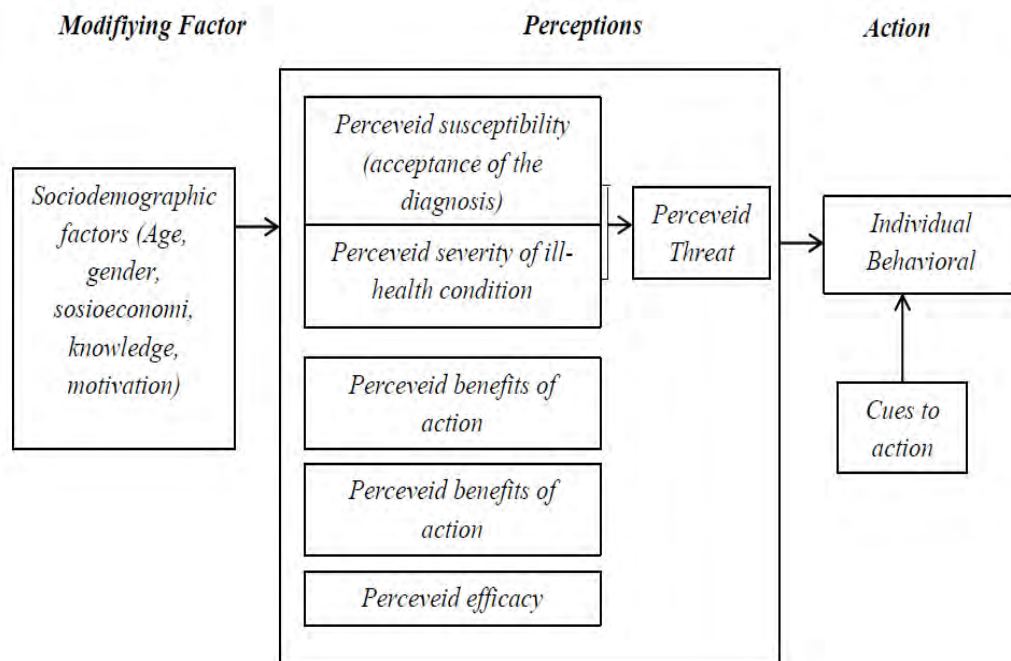 Modifiying Factor
Perceptions
Action
Sociodemographic
factors (Age,
gender,
sosioeconomi,
knowledge,
motivation)
Perceveid susceptibility
(acceptance of the
diagnosis)
Perceveid severity of ill-
health condition
Perceveid
Threat
Perceveid benefits of
action
Perceveid benefits of
action
Perceveid efficacy
Individual
Behavioral
Cues to
action